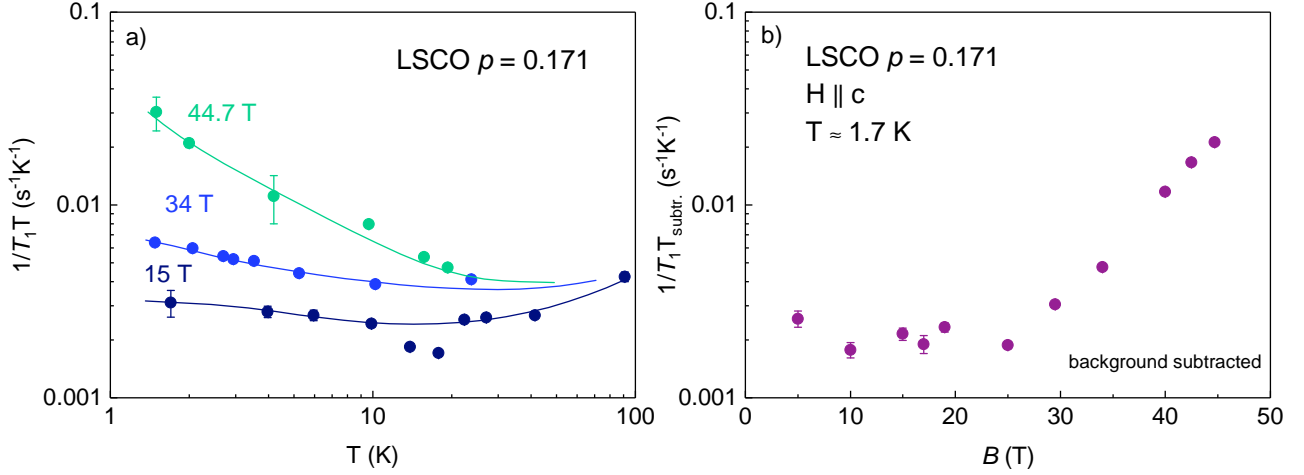 a)
LSCO p = 0.171
44.7 T
34 T
15 T
0.1
0.01
0.001
1/T₁T (s⁻¹K⁻¹)
1
10
100
T (K)
b)
LSCO p = 0.171
H || c
T ≈ 1.7 K
background subtracted
0.1
0.01
0.001
1/T₁T subtr. (s⁻¹K⁻¹)
0
10
20
30
40
50
B (T)